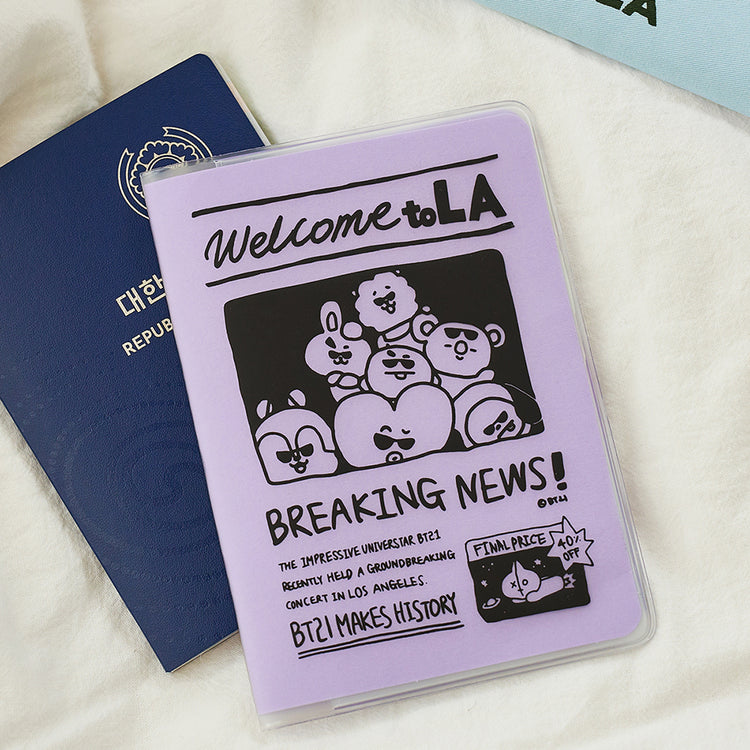 LA
대한
REPUB
Welcome to LA
BREAKING NEWS!
©BT21
THE IMPRESSIVE UNIVERSTAR BT21
RECENTLY HELD A GROUNDBREAKING
CONCERT IN LOS ANGELES.
BT21 MAKES HISTORY
FINAL PRICE
40%
OFF